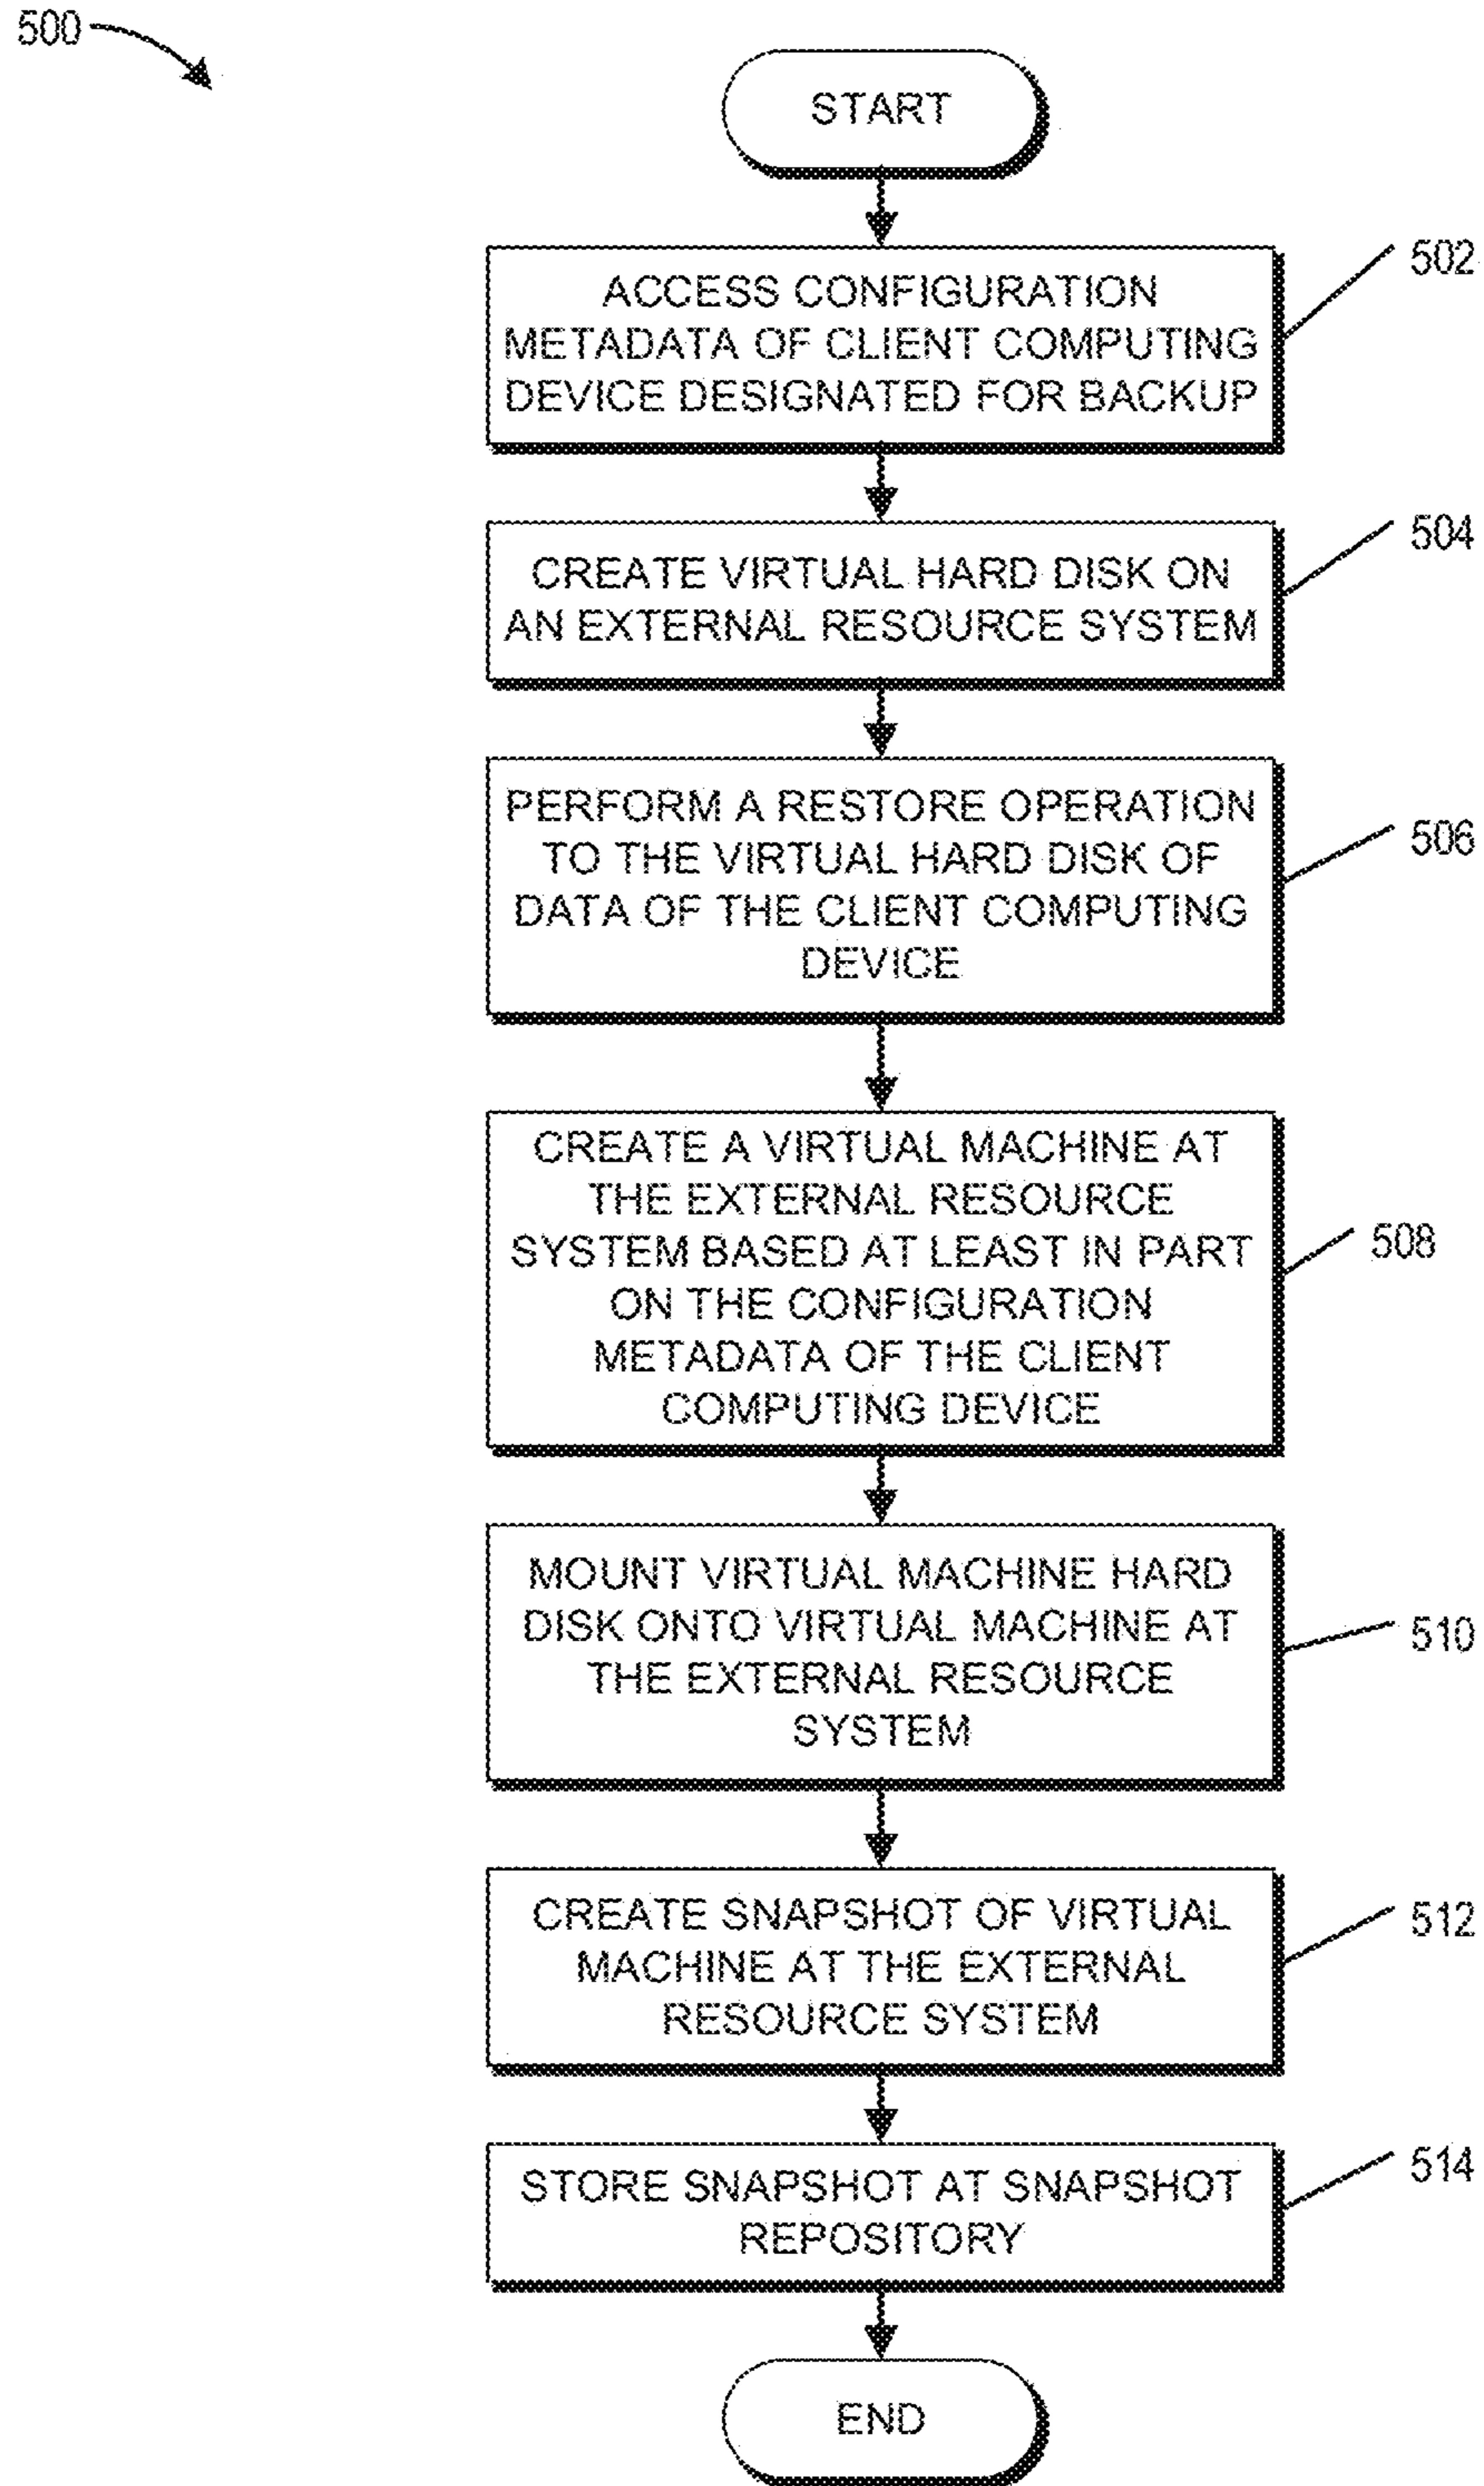 500
START
ACCESS CONFIGURATION
METADATA OF CLIENT COMPUTING
DEVICE DESIGNATED FOR BACKUP
502
CREATE VIRTUAL HARD DISK ON
AN EXTERNAL RESOURCE SYSTEM
504
PERFORM A RESTORE OPERATION
TO THE VIRTUAL HARD DISK OF
DATA OF THE CLIENT COMPUTING
DEVICE
506
CREATE A VIRTUAL MACHINE AT
THE EXTERNAL RESOURCE
SYSTEM BASED AT LEAST IN PART
ON THE CONFIGURATION
METADATA OF THE CLIENT
COMPUTING DEVICE
508
MOUNT VIRTUAL MACHINE HARD
DISK ONTO VIRTUAL MACHINE AT
THE EXTERNAL RESOURCE
SYSTEM
510
CREATE SNAPSHOT OF VIRTUAL
MACHINE AT THE EXTERNAL
RESOURCE SYSTEM
512
STORE SNAPSHOT AT SNAPSHOT
REPOSITORY
514
END